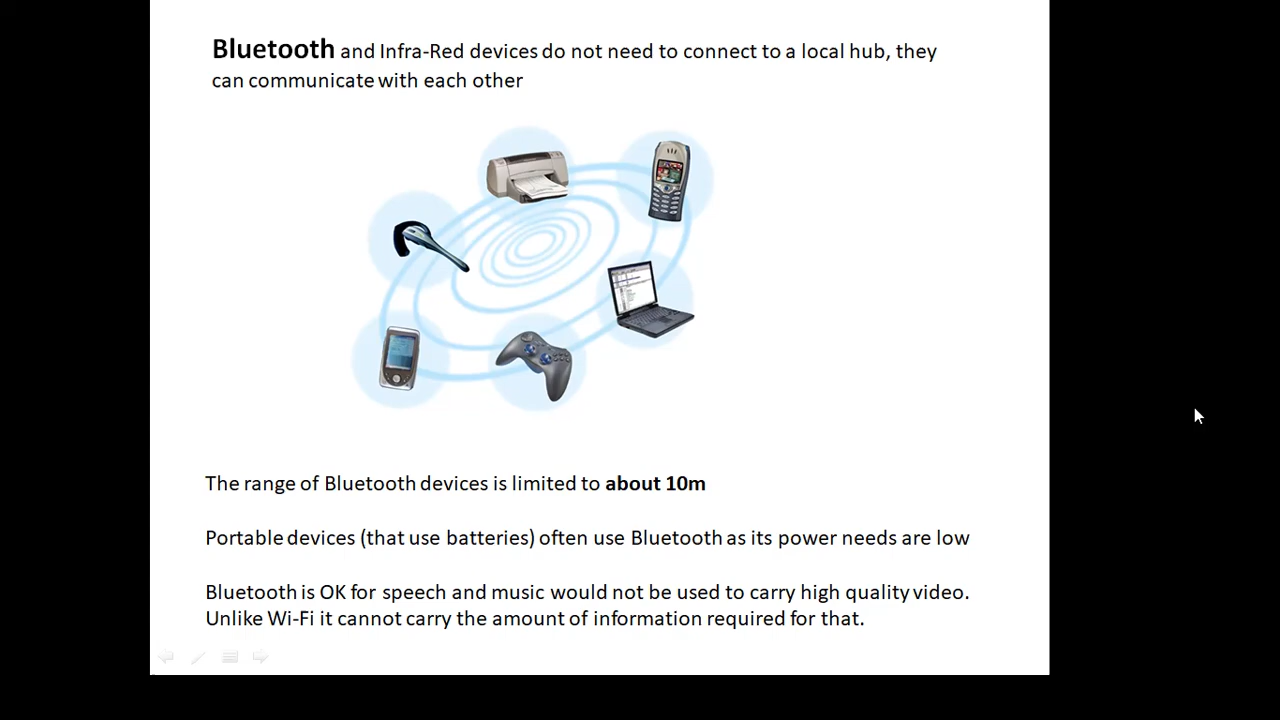 Bluetooth and Infra-Red devices do not need to connect to a local hub, they
can communicate with each other
The range of Bluetooth devices is limited to about 10m
Portable devices (that use batteries) often use Bluetooth as its power needs are low
Bluetooth is OK for speech and music would not be used to carry high quality video.
Unlike Wi-Fi it cannot carry the amount of information required for that.